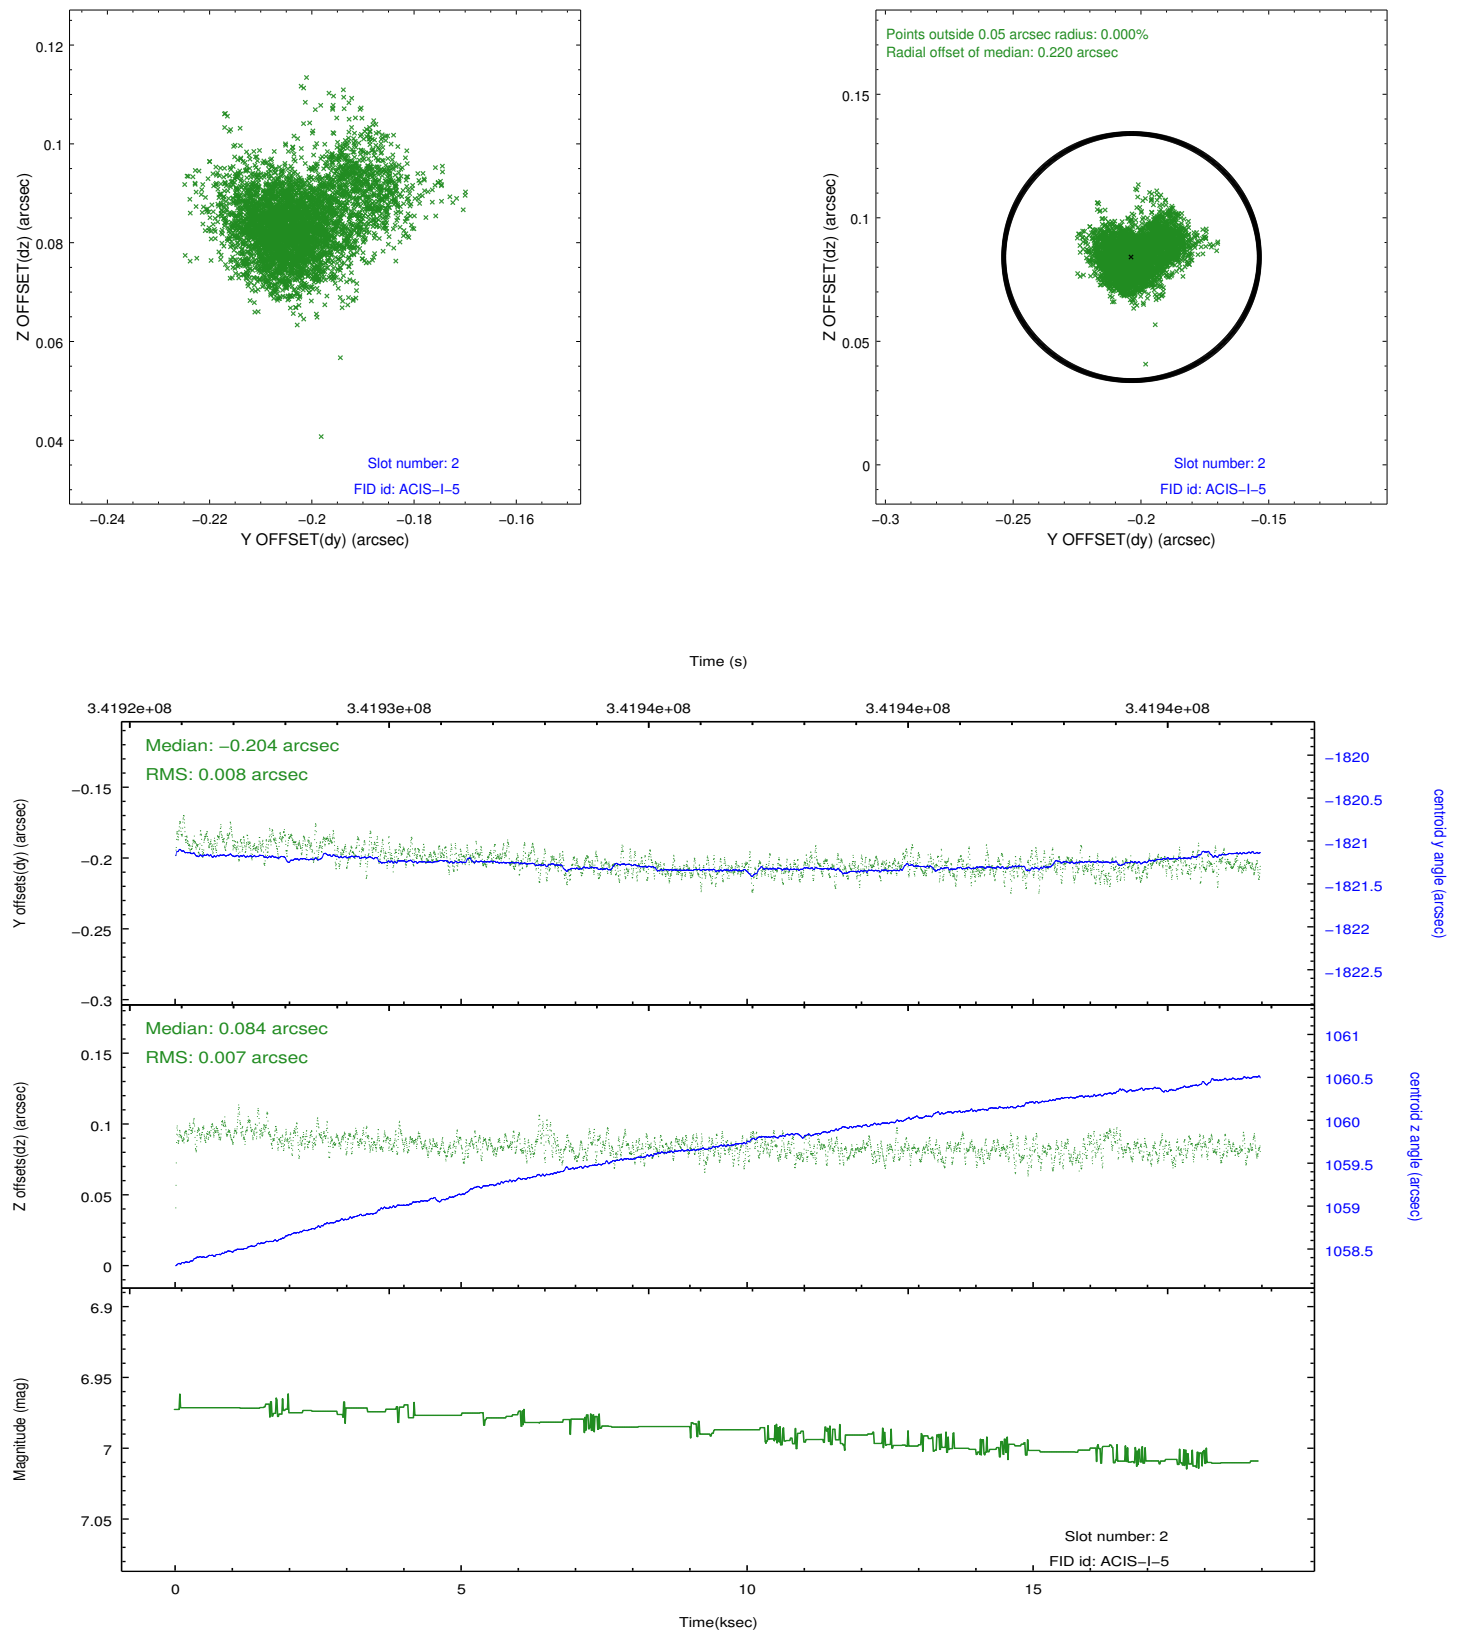 0.12
0.1
0.08
0.06
0.04
Z OFFSET(dz) (arcsec)
Slot number: 2
FID id: ACIS−I−5
−0.24 −0.22 −0.2 −0.18 −0.16
Y OFFSET(dy) (arcsec)
Points outside 0.05 arcsec radius: 0.000%
Radial offset of median: 0.220 arcsec
0.15
0.1
0.05
0
Z OFFSET(dz) (arcsec)
Slot number: 2
FID id: ACIS−I−5
−0.3 −0.25 −0.2 −0.15
Y OFFSET(dy) (arcsec)
Time (s)
3.4192e+08 3.4193e+08 3.4194e+08 3.4194e+08 3.4194e+08
Median: −0.204 arcsec
RMS: 0.008 arcsec
−0.15
−0.2
−0.25
−0.3
Y offsets(dy) (arcsec)
−1820
−1820.5
−1821
−1821.5
−1822
−1822.5
centroid y angle (arcsec)
Median: 0.084 arcsec
RMS: 0.007 arcsec
0.15
0.1
0.05
0
Z offsets(dz) (arcsec)
1061
1060.5
1060
1059.5
1059
1058.5
centroid z angle (arcsec)
6.9
6.95
7
7.05
Magnitude (mag)
Slot number: 2
FID id: ACIS−I−5
0 5 10 15
Time(ksec)